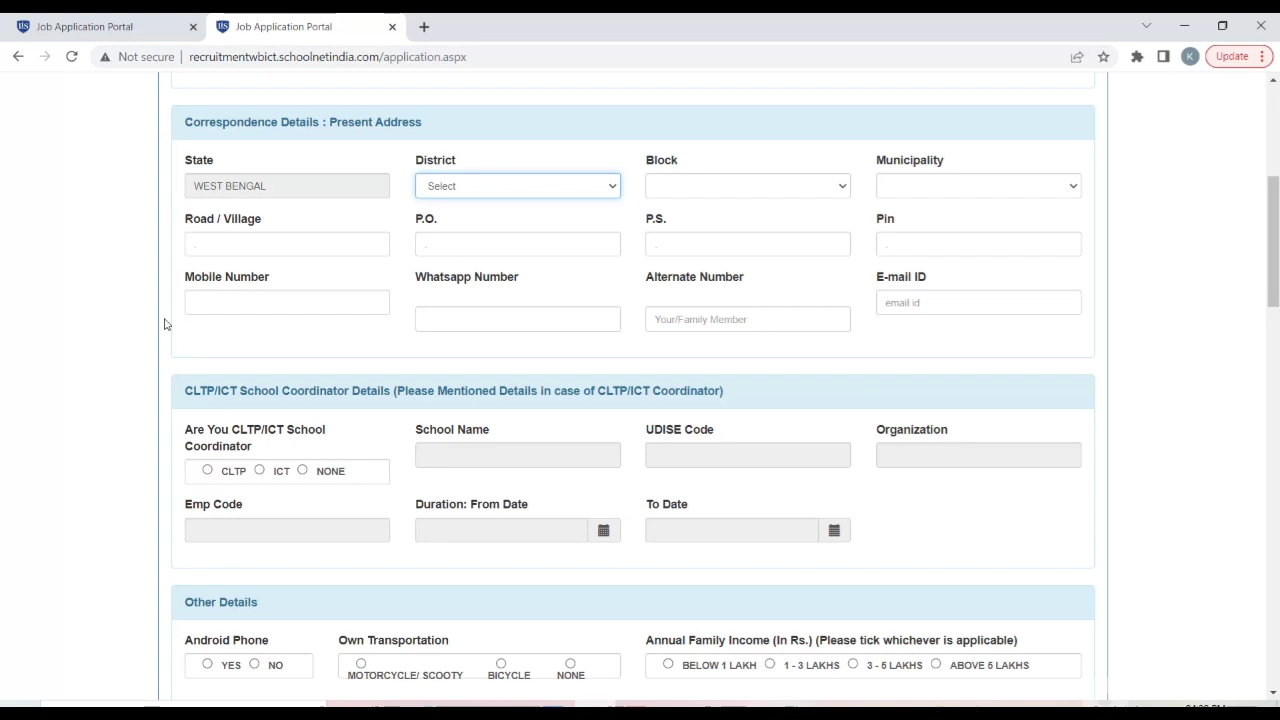 Job Application Portal
Job Application Portal
Not secure
recruitmentwbict.schoolnetindia.com/application.aspx
K
Update
Correspondence Details : Present Address
State District Block Municipality
WEST BENGAL Select
Road / Village P.O. P.S. Pin
Mobile Number Whatsapp Number Alternate Number E-mail ID
email id
Your/Family Member
CLTP/ICT School Coordinator Details (Please Mentioned Details in case of CLTP/ICT Coordinator)
Are You CLTP/ICT School School Name UDISE Code Organization
Coordinator
CLTP ICT NONE
Emp Code Duration: From Date To Date
Other Details
Android Phone Own Transportation Annual Family Income (In Rs.) (Please tick whichever is applicable)
YES NO BELOW 1 LAKH 1 - 3 LAKHS 3 - 5 LAKHS ABOVE 5 LAKHS
MOTORCYCLE/ SCOOTY BICYCLE NONE